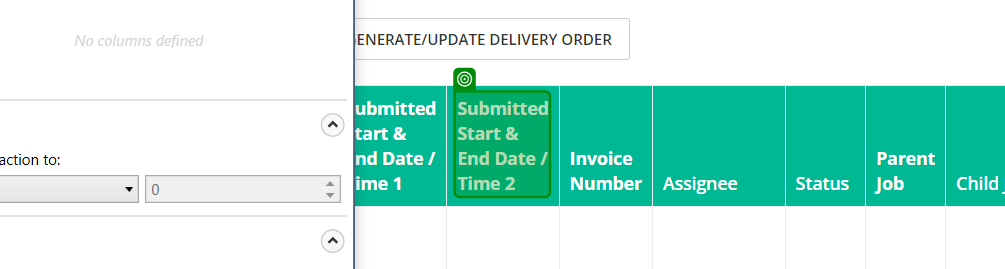 No columns defined
ENERATE/UPDATE DELIVERY ORDER
action to:
0
ubmitted
tart &
nd Date /
ime 1
Submitted
Start &
End Date /
Time 2
Invoice
Number
Assignee
Status
Parent
Job
Child